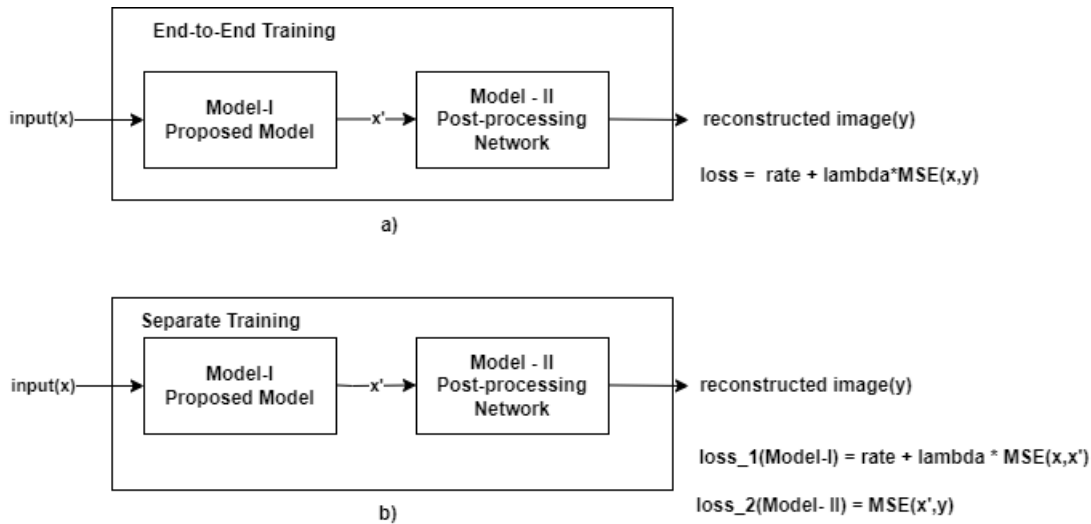 End-to-End Training
input(x)
Model-I
Proposed Model
x'
Model - II
Post-processing
Network
reconstructed image(y)
loss = rate + lambda*MSE(x,y)
a)
Separate Training
input(x)
Model-I
Proposed Model
x'
Model - II
Post-processing
Network
reconstructed image(y)
loss_1(Model-I) = rate + lambda * MSE(x,x')
loss_2(Model- II) = MSE(x',y)
b)